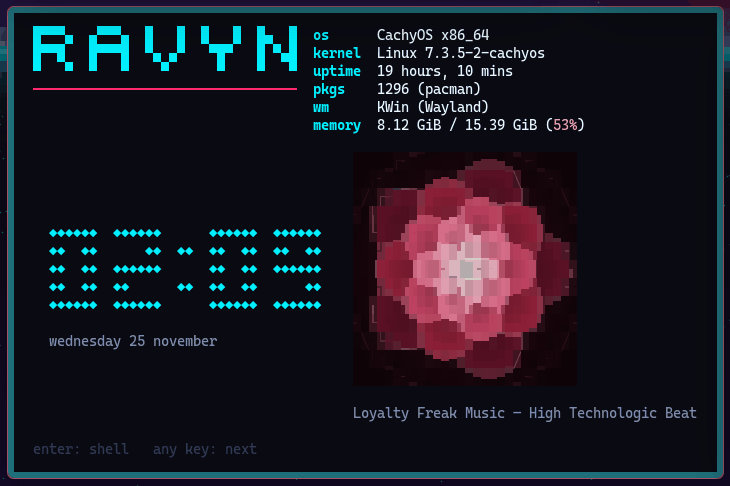 RAVYN
os CachyOS x86_64
kernel Linux 7.3.5-2-cachyos
uptime 19 hours, 10 mins
pkgs 1296 (pacman)
wm KWin (Wayland)
memory 8.12 GiB / 15.39 GiB (53%)
02:09
wednesday 25 november
Loyalty Freak Music — High Technologic Beat
enter: shell any key: next